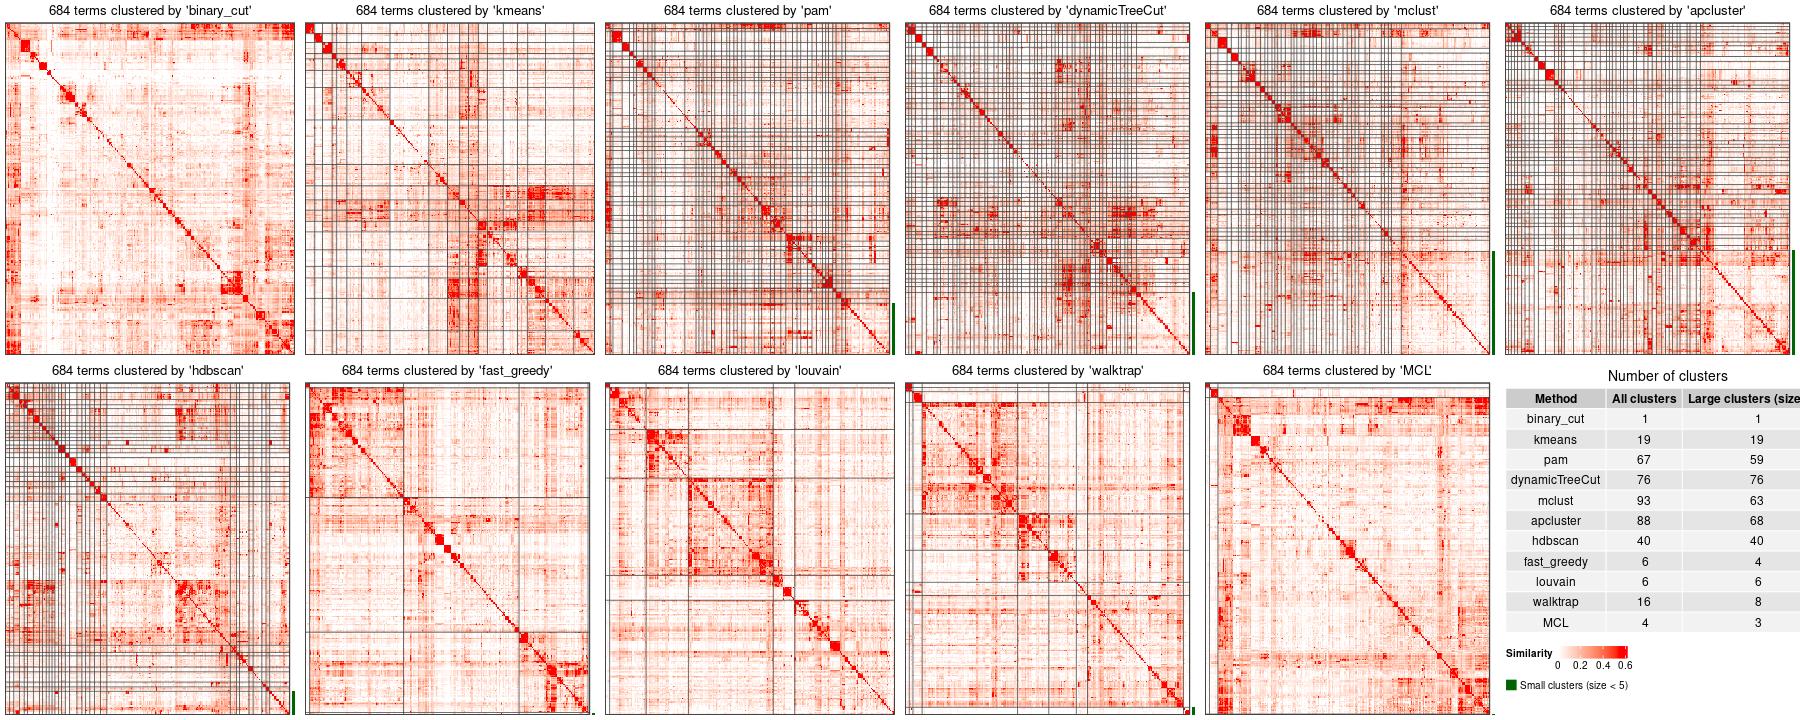 684 terms clustered by 'binary_cut'
684 terms clustered by 'kmeans'
684 terms clustered by 'pam'
684 terms clustered by 'dynamicTreeCut'
684 terms clustered by 'mclust'
684 terms clustered by 'apcluster'
684 terms clustered by 'hdbscan'
684 terms clustered by 'fast_greedy'
684 terms clustered by 'louvain'
684 terms clustered by 'walktrap'
684 terms clustered by 'MCL'
Number of clusters
Method All clusters Large clusters (size
binary_cut 1 1
kmeans 19 19
pam 67 59
dynamicTreeCut 76 76
mclust 93 63
apcluster 88 68
hdbscan 40 40
fast_greedy 6 4
louvain 6 6
walktrap 16 8
MCL 4 3
Similarity
0 0.2 0.4 0.6
Small clusters (size < 5)